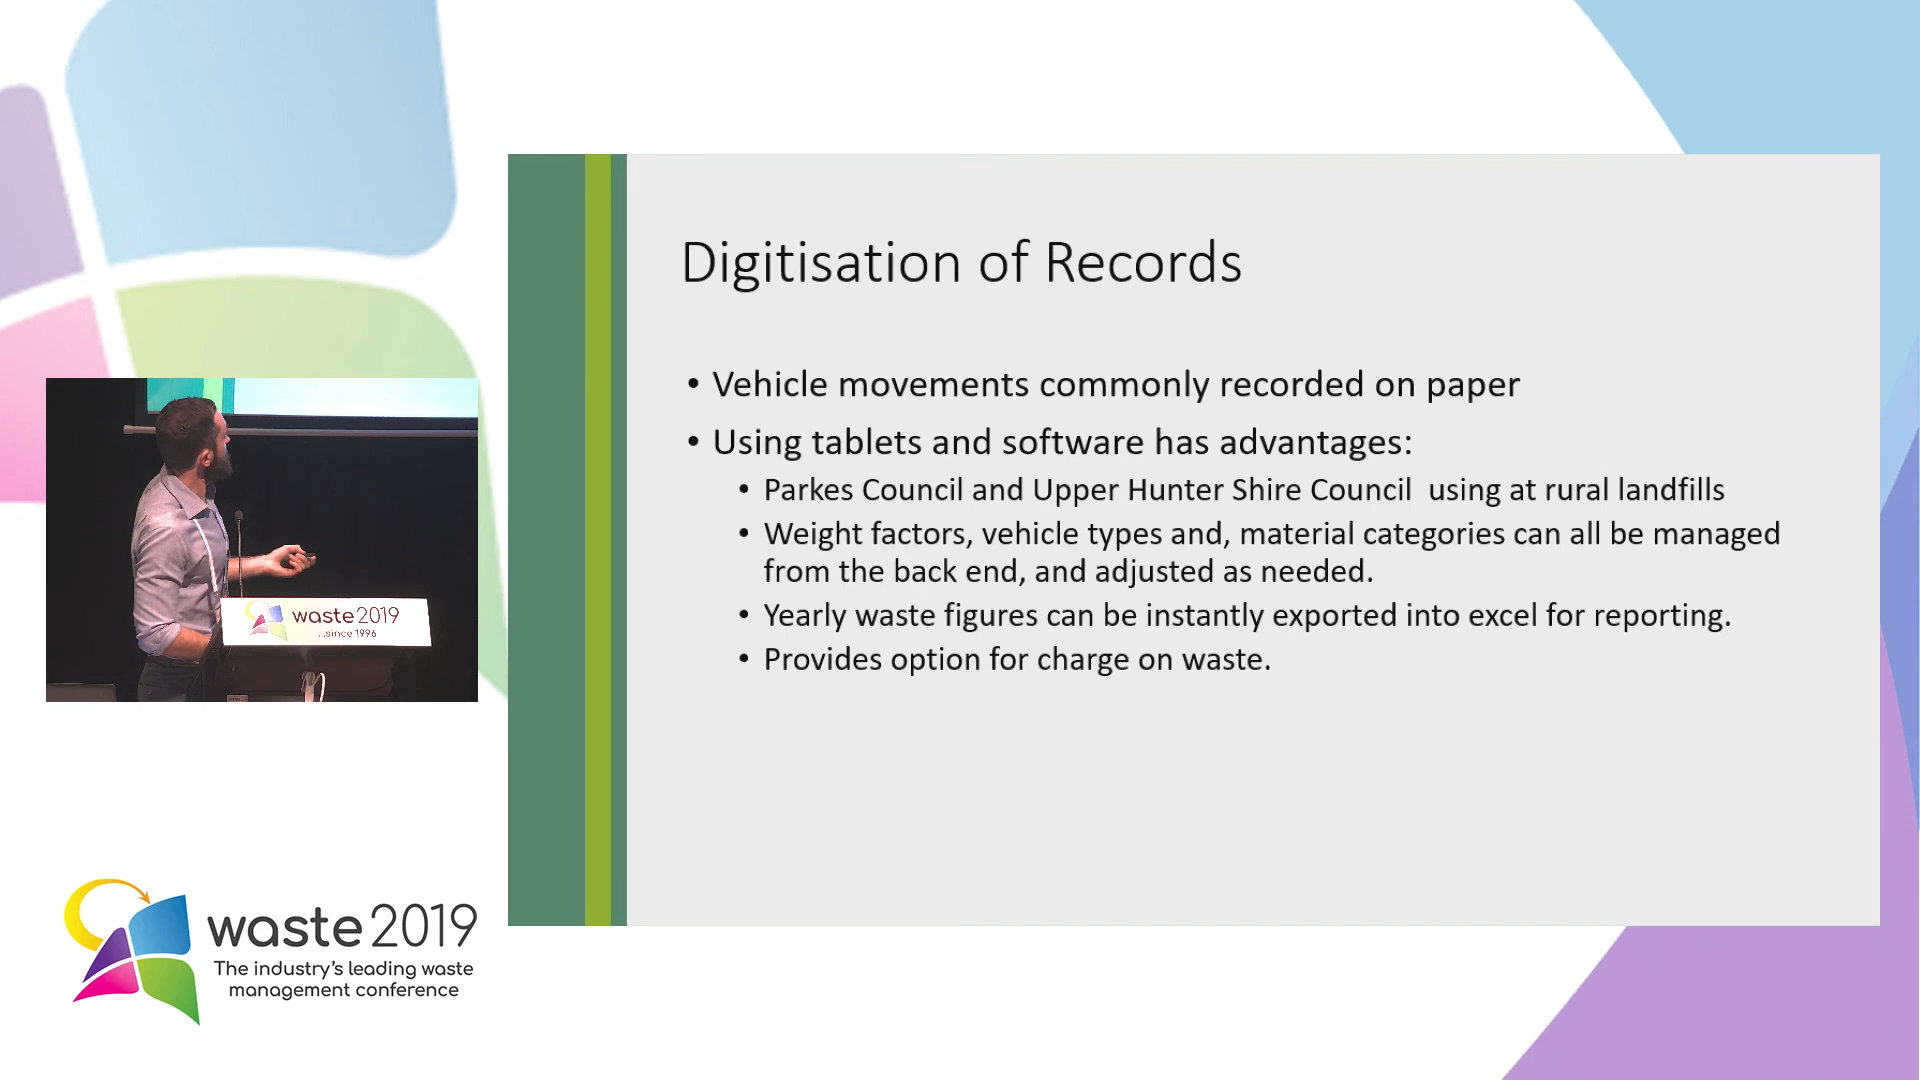 Digitisation of Records
• Vehicle movements commonly recorded on paper
• Using tablets and software has advantages:
• Parkes Council and Upper Hunter Shire Council using at rural landfills
• Weight factors, vehicle types and, material categories can all be managed
from the back end, and adjusted as needed.
• Yearly waste figures can be instantly exported into excel for reporting.
• Provides option for charge on waste.
waste 2019
...since 1996
waste 2019
The industry's leading waste
management conference